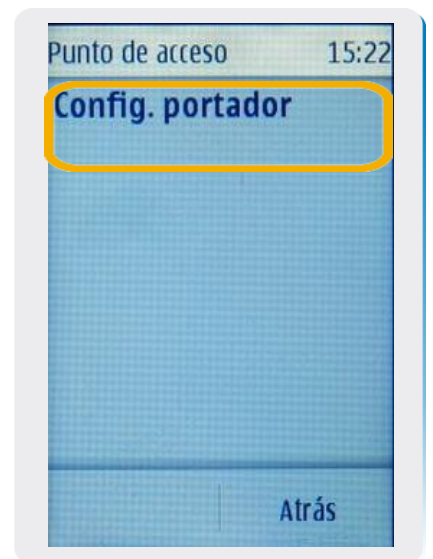 Punto de acceso 15:22
Config. portador
Atrás